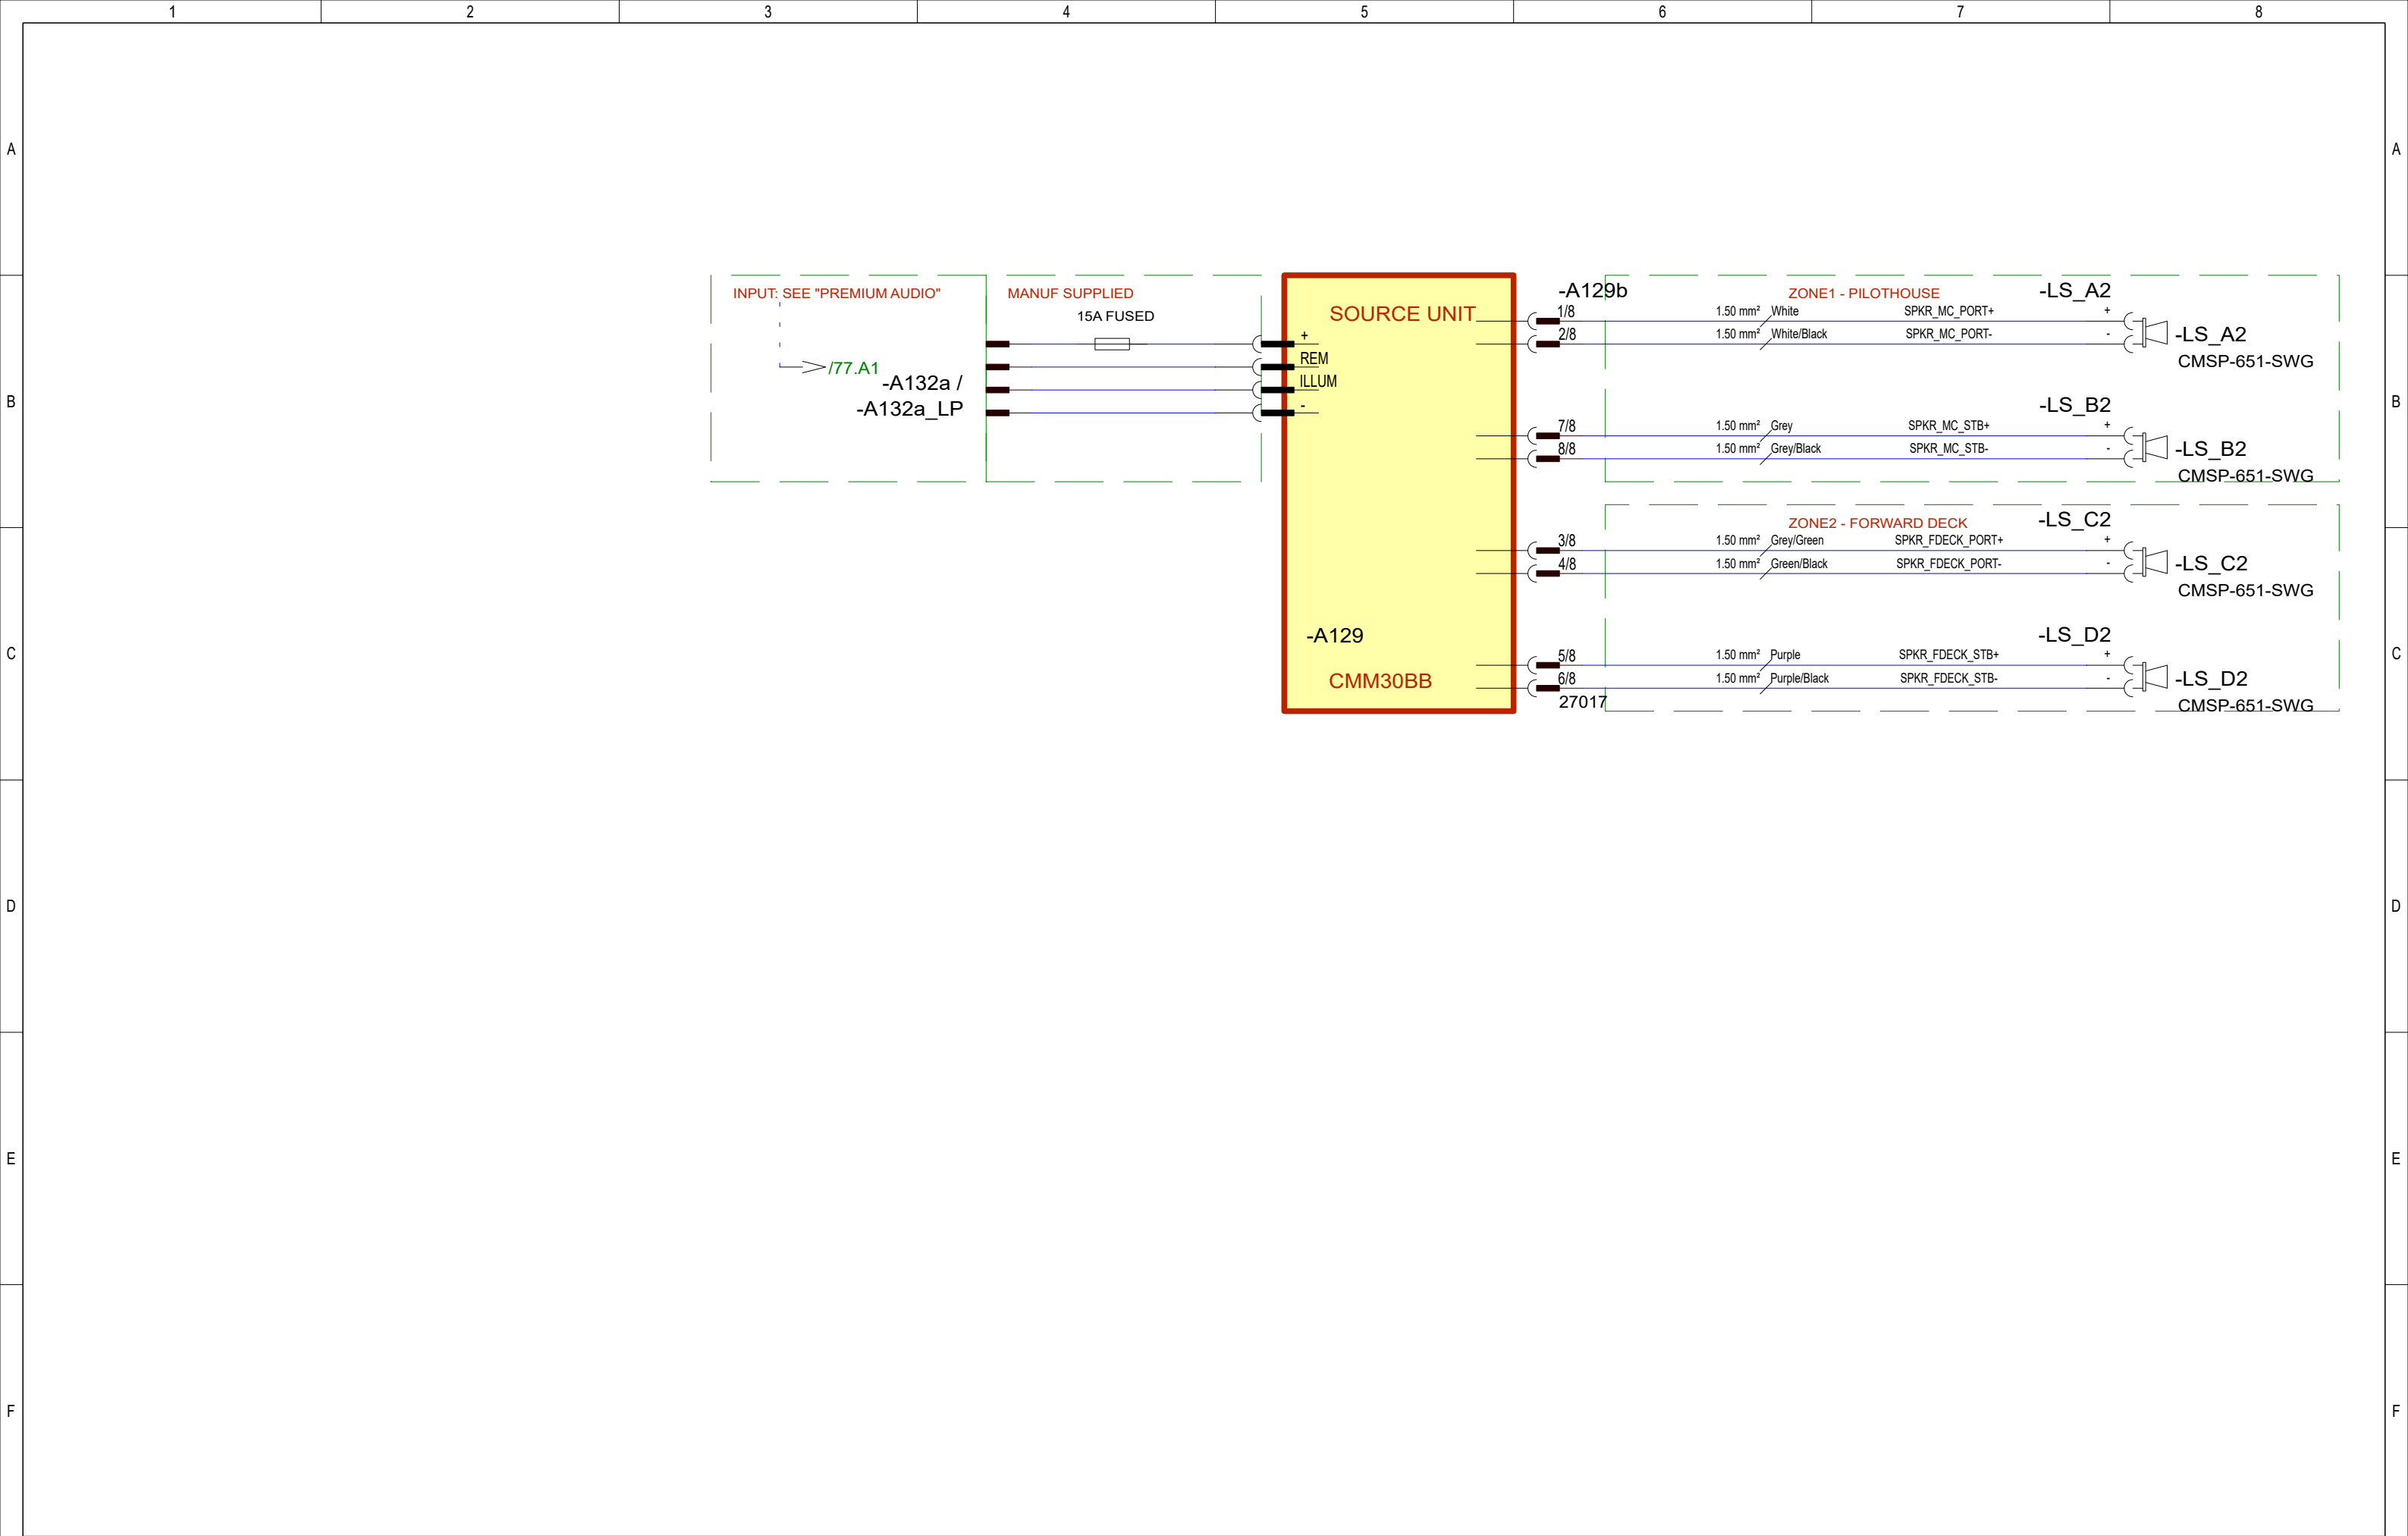 1 2 3 4 5 6 7 8
A A
INPUT: SEE "PREMIUM AUDIO"
/77.A1
-A132a /
-A132a_LP
MANUF SUPPLIED
15A FUSED
SOURCE UNIT
+
REM
ILLUM
-
-A129
CMM30BB
-A129b
ZONE1 - PILOTHOUSE
-LS_A2
1/8 1.50 mm² White SPKR_MC_PORT+ +
2/8 1.50 mm² White/Black SPKR_MC_PORT- -
-LS_A2
CMSP-651-SWG
B B
-LS_B2
7/8 1.50 mm² Grey SPKR_MC_STB+ +
8/8 1.50 mm² Grey/Black SPKR_MC_STB- -
-LS_B2
CMSP-651-SWG
ZONE2 - FORWARD DECK
-LS_C2
3/8 1.50 mm² Grey/Green SPKR_FDECK_PORT+ +
4/8 1.50 mm² Green/Black SPKR_FDECK_PORT- -
-LS_C2
CMSP-651-SWG
C C
-LS_D2
5/8 1.50 mm² Purple SPKR_FDECK_STB+ +
6/8 1.50 mm² Purple/Black SPKR_FDECK_STB- -
27017
-LS_D2
CMSP-651-SWG
D D
E E
F F